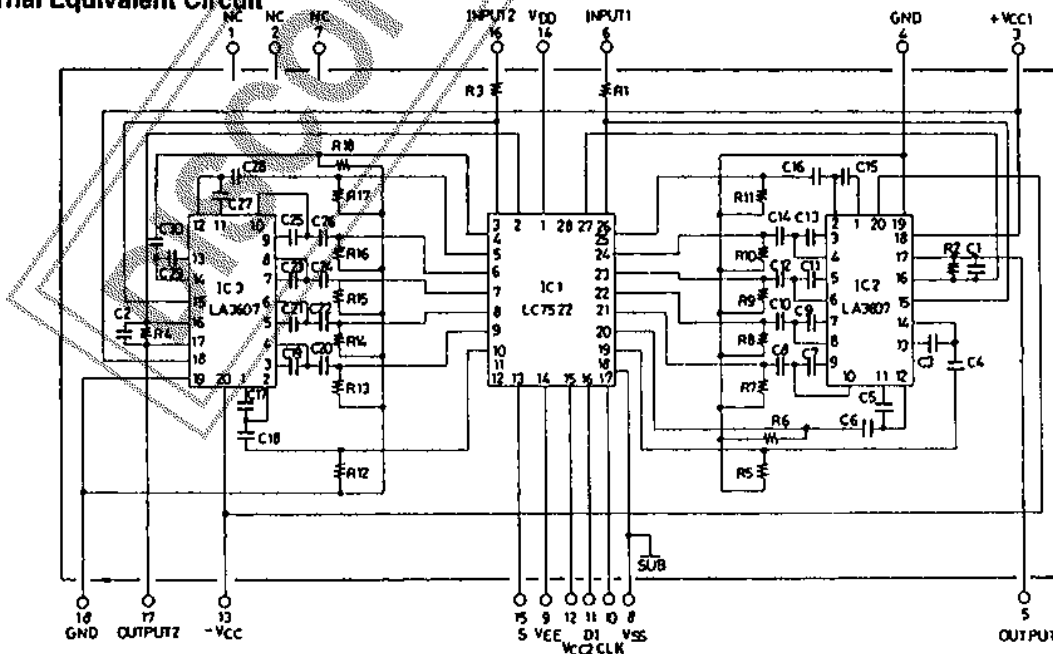 rnal Equivalent Circuit
NC NC NC INPUT2 VDD INPUT1 GND +VCC1
1 2 7 16 14 6 4 3
R3 R1
R18
C28 C16 C15
C27 R17 R11
12 11 10 3 2 1 28 27 26 2 1 20 19
C30 C25 C26 9 4 25 C14 C13 3 18
13 8 R16 5 24 R10 4 17 R2 C1
C29 14 C23 C24 7 6 23 C12 C11 5 16
IC3 R15 IC1 R9 IC2
LA3607 LC7522 LA3607
15 6 7 22 C10 C9 6 15
C2 R4 16 C21 C22 5 8 21 7 14
17 4 R14 9 20 R8 8 13
18 C19 C20 3 10 19 C8 C7 9 C3 C4
19 20 1 2 R13 11 18 R7 10 11 12
12 13 14 15 16 17
C17 C5
C18 R6 C6
R12 R5
SUB
18 17 13 15 9 12 11 10 8 5
GND OUTPUT2 -VCC S VEE D1 VSS OUTPUT
VCC2 CLK
Discon